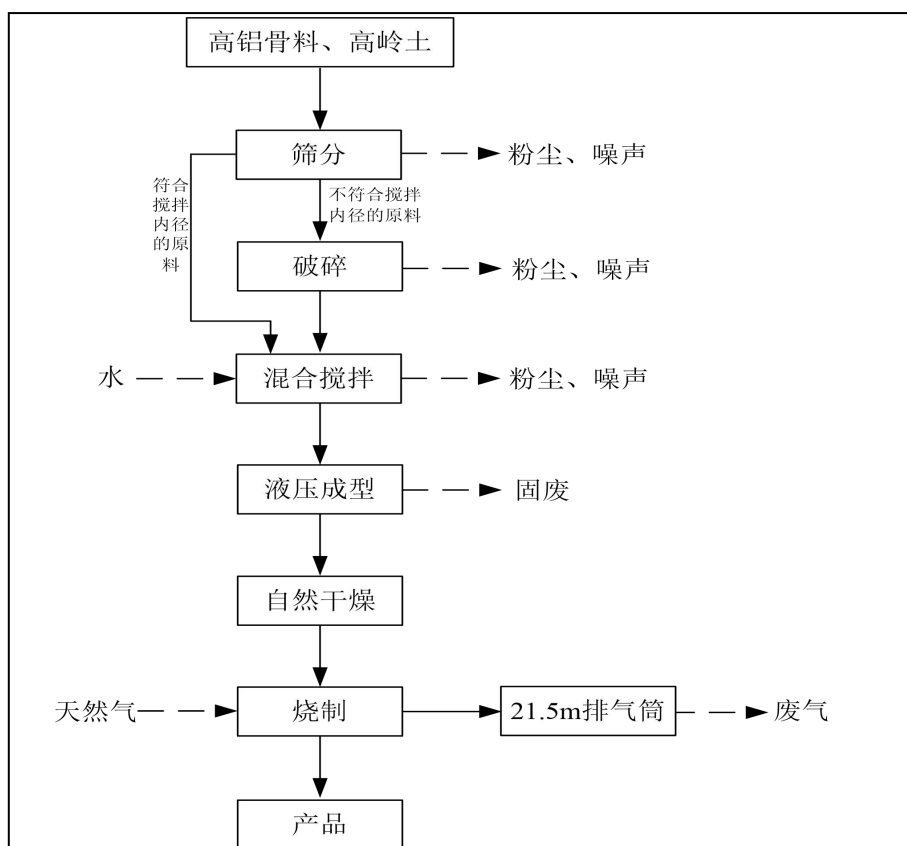 高铝骨料、高岭土
筛分
粉尘、噪声
符合
搅拌
内径
的原
料
不符合搅拌
内径的原料
破碎
粉尘、噪声
水
混合搅拌
粉尘、噪声
液压成型
固废
自然干燥
天然气
烧制
21.5m排气筒
废气
产品